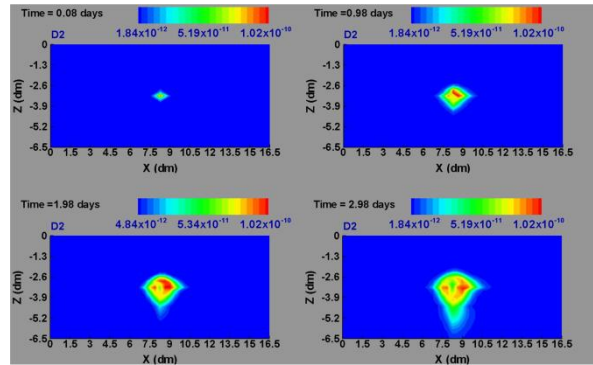 Time = 0.08 days
D2
1.84x10-12 5.19x10-11 1.02x10-10
0
-1.3
-2.6
-3.9
-5.2
-6.5
Z (dm)
0 1.5 3 4.5 6 7.5 9 10.5 12 13.5 15 16.5
X (dm)
Time = 0.98 days
D2
1.84x10-12 5.19x10-11 1.02x10-10
0
-1.3
-2.6
-3.9
-5.2
-6.5
Z (dm)
0 1.5 3 4.5 6 7.5 9 10.5 12 13.5 15 16.5
X (dm)
Time =1.98 days
D2
4.84x10-12 5.34x10-11 1.02x10-10
0
-1.3
-2.6
-3.9
-5.2
-6.5
Z (dm)
0 1.5 3 4.5 6 7.5 9 10.5 12 13.5 15 16.5
X (dm)
Time = 2.98 days
D2
1.84x10-12 5.19x10-11 1.02x10-10
0
-1.3
-2.6
-3.9
-5.2
-6.5
Z (dm)
0 1.5 3 4.5 6 7.5 9 10.5 12 13.5 15 16.5
X (dm)